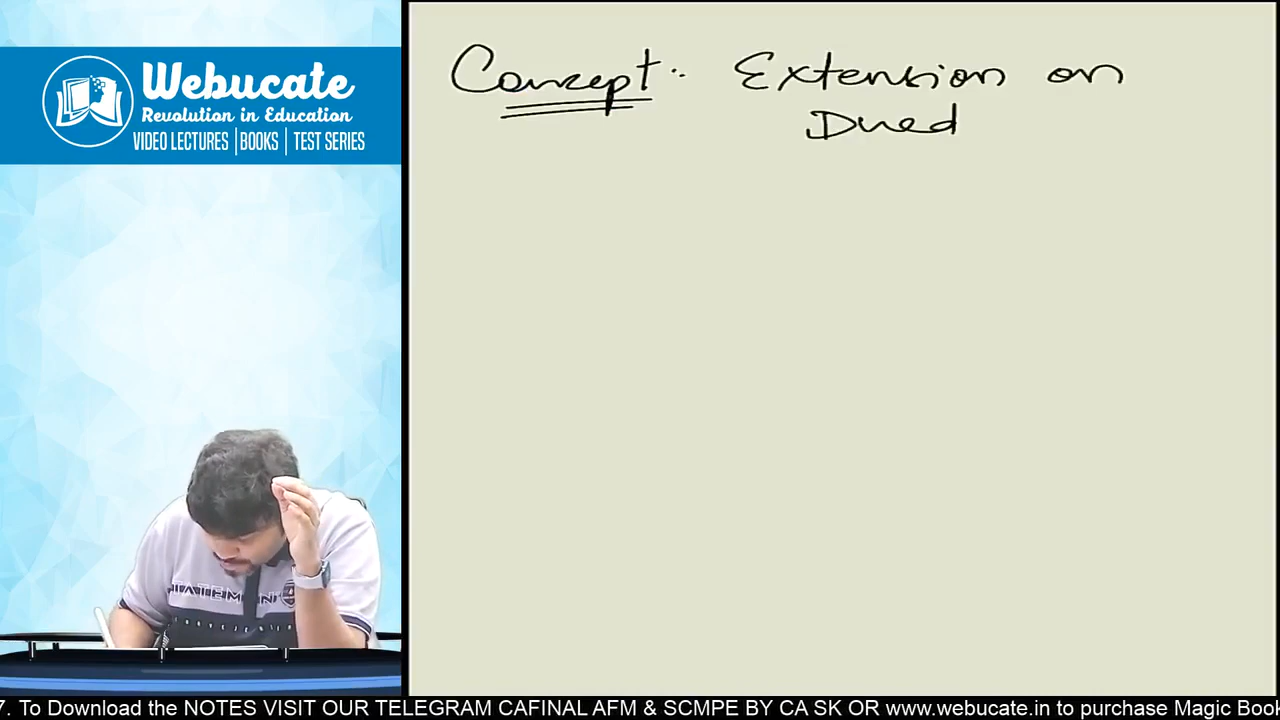 Webucate
Revolution in Education
VIDEO LECTURES | BOOKS | TEST SERIES
Concept :- Extension on
Dued
7. To Download the NOTES VISIT OUR TELEGRAM CAFINAL AFM & SCMPE BY CA SK OR www.webucate.in to purchase Magic Book